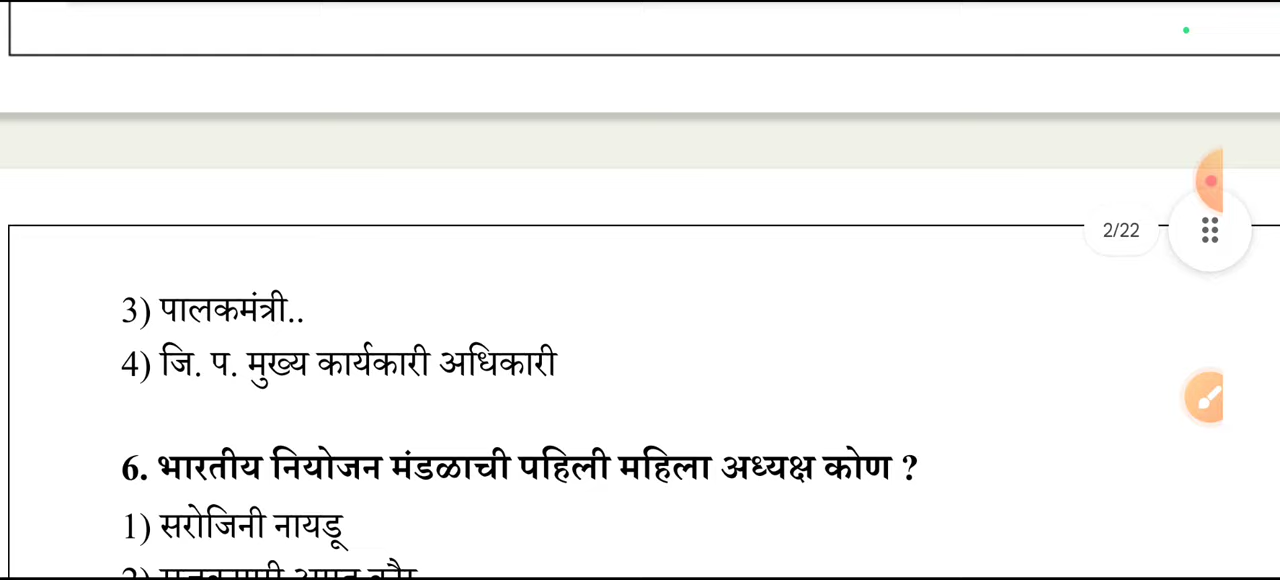 2/22
3) पालकमंत्री..
4) जि. प. मुख्य कार्यकारी अधिकारी
6. भारतीय नियोजन मंडळाची पहिली महिला अध्यक्ष कोण ?
1) सरोजिनी नायडू